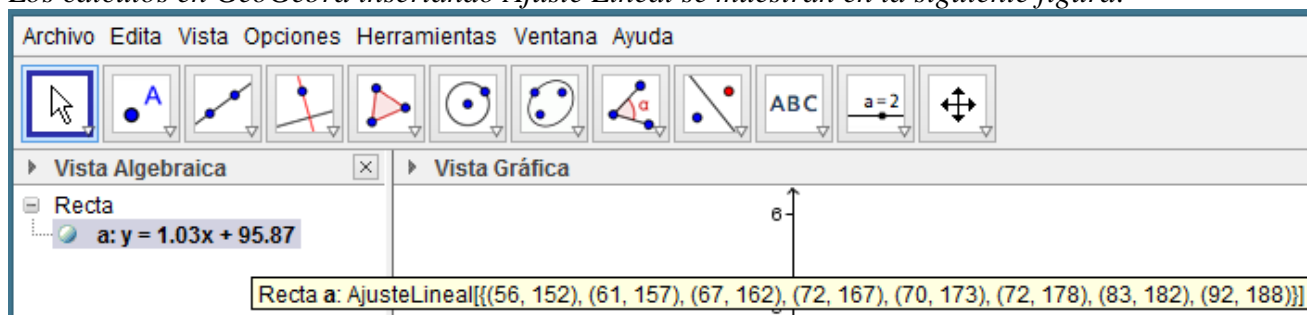 Los cálculos en GeoGebra insertando Ajuste Lineal se muestran en la siguiente figura:
Archivo Edita Vista Opciones Herramientas Ventana Ayuda
A
α
ABC
a=2
Vista Algebraica
Vista Gráfica
Recta
a: y = 1.03x + 95.87
6
Recta a: AjusteLineal[{(56, 152), (61, 157), (67, 162), (72, 167), (70, 173), (72, 178), (83, 182), (92, 188)}]